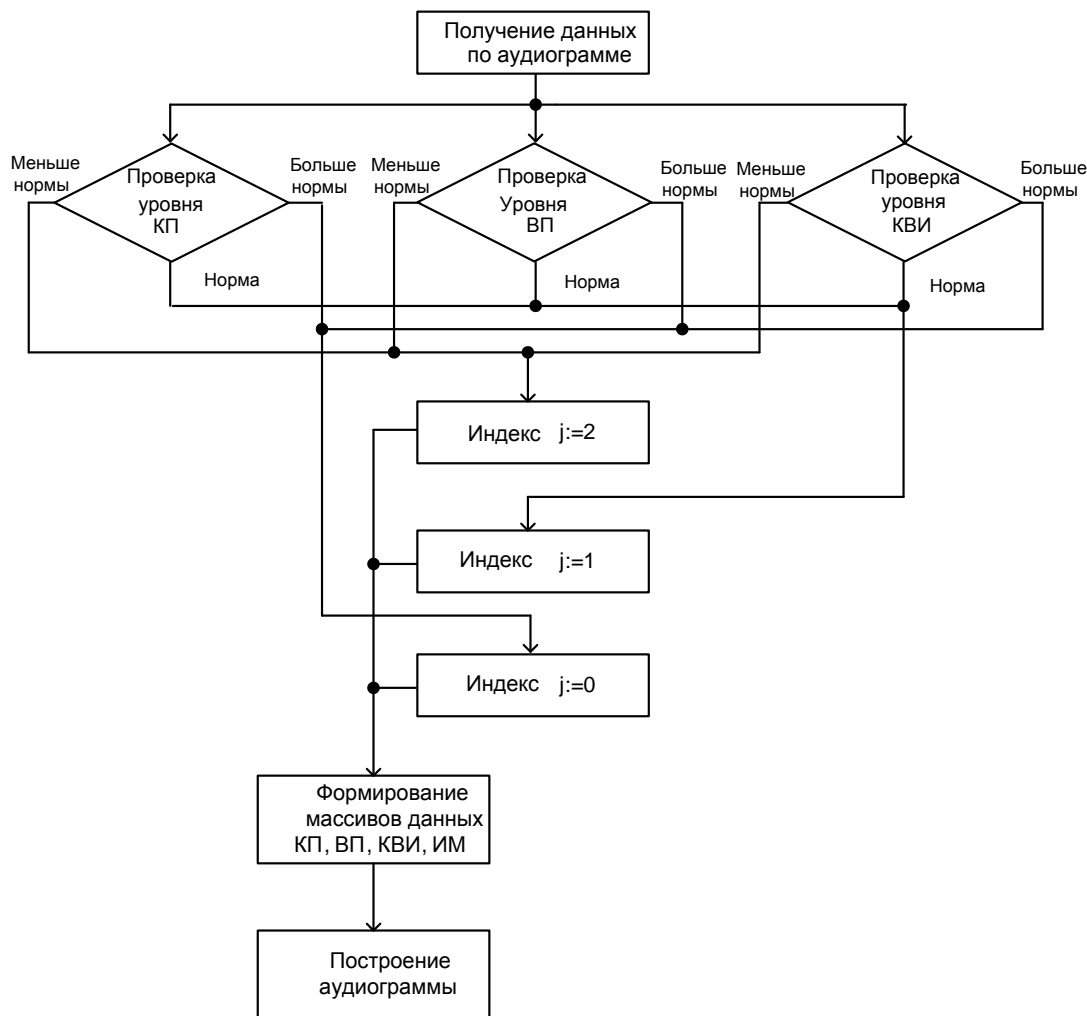 Получение данных
по аудиограмме
Меньше
нормы
Проверка
уровня
КП
Больше
нормы
Норма
Меньше
нормы
Проверка
Уровня
ВП
Больше
нормы
Норма
Меньше
нормы
Проверка
уровня
КВИ
Больше
нормы
Норма
Индекс j:=2
Индекс j:=1
Индекс j:=0
Формирование
массивов данных
КП, ВП, КВИ, ИМ
Построение
аудиограммы